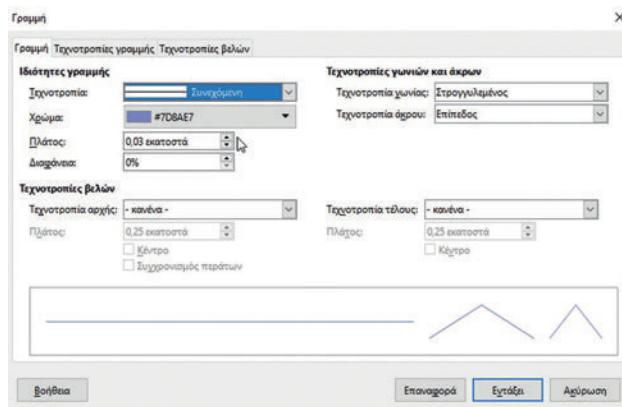 Γραμμή
Γραμμή Τεχνοτροπίες γραμμής Τεχνοτροπίες βελών
Ιδιότητες γραμμής
Τεχνοτροπία: Συνεχόμενη
Χρώμα: #7D8AE7
Πλάτος: 0,03 εκατοστά
Διαφάνεια: 0%
Τεχνοτροπίες γωνιών και άκρων
Τεχνοτροπία γωνίας: Στρογγυλεμένος
Τεχνοτροπία άκρου: Επίπεδος
Τεχνοτροπίες βελών
Τεχνοτροπία αρχής: - κανένα -
Πλάτος: 0,25 εκατοστά
Κέντρο
Συγχρονισμός περάτων
Τεχνοτροπία τέλους: - κανένα -
Πλάτος: 0,25 εκατοστά
Κέντρο
Βοήθεια
Επαναφορά
Εντάξει
Ακύρωση